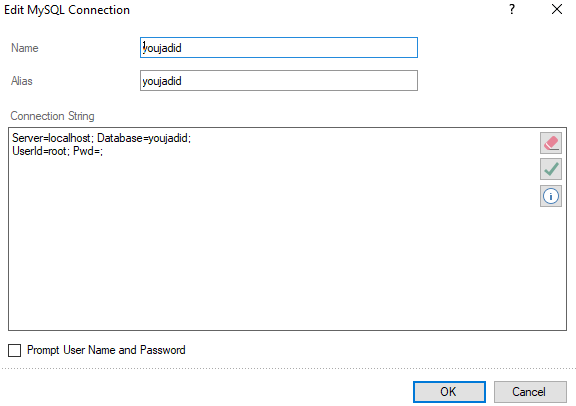 Edit MySQL Connection
?
Name youjadid
Alias youjadid
Connection String
Server=localhost; Database=youjadid;
UserId=root; Pwd=;
Prompt User Name and Password
OK Cancel